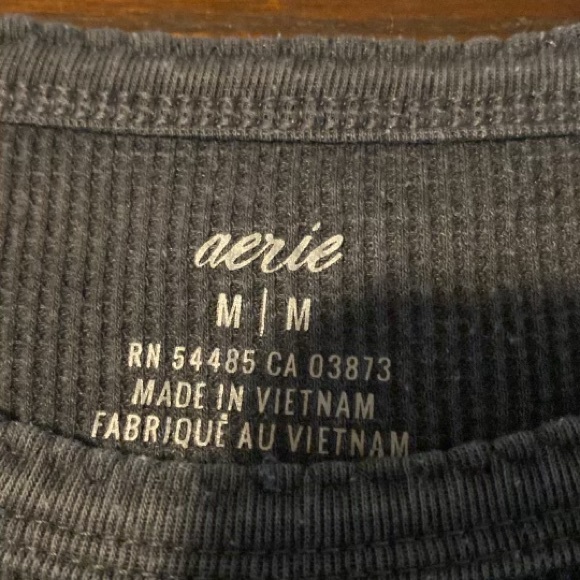 aerie
M | M
RN 54485 CA 03873
MADE IN VIETNAM
FABRIQUÉ AU VIETNAM